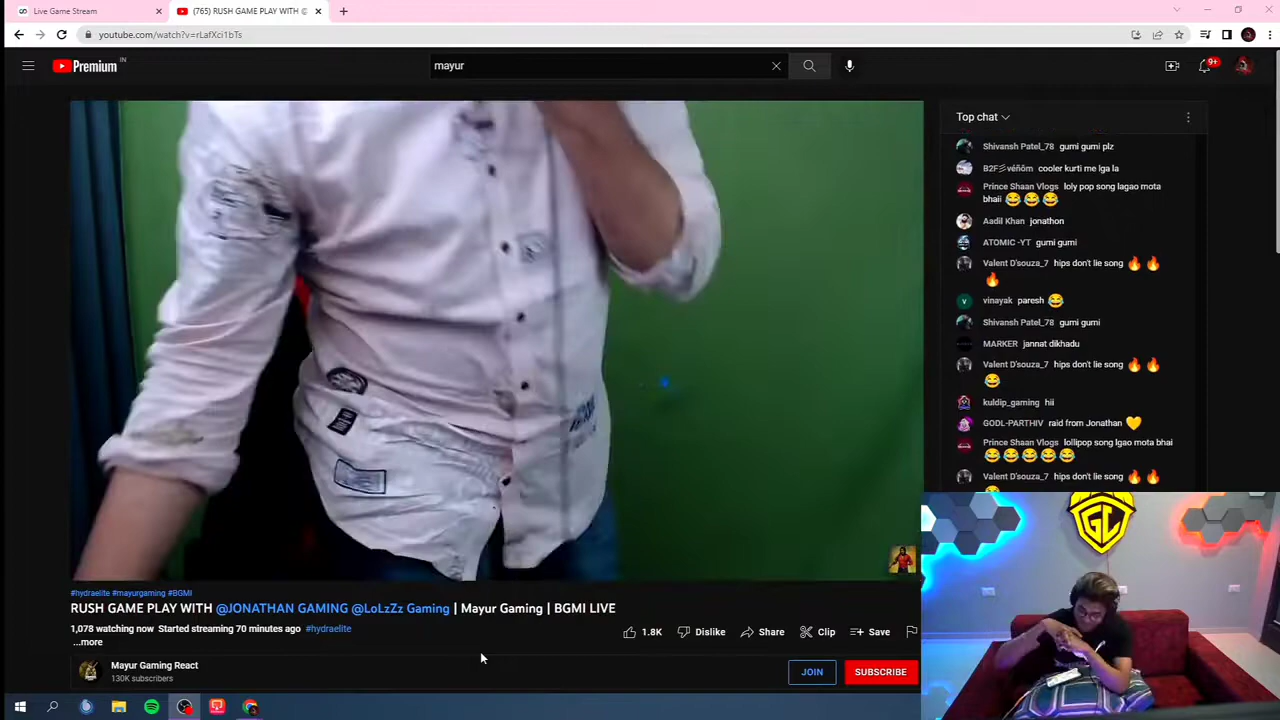 Live Game Stream
(765) RUSH GAME PLAY WITH @
youtube.com/watch?v=rLafXci1bTs
Premium IN
mayur
9+
Top chat
Shivansh Patel_78 gumi gumi plz
cooler kurti me lga la
Prince Shaan Vlogs loly pop song lagao mota
bhaii 😂😂😂
Aadil Khan jonathon
ATOMIC -YT gumi gumi
Valent D'souza_7 hips don't lie song 🔥🔥
🔥
vinayak paresh 😂
Shivansh Patel_78 gumi gumi
MARKER jannat dikhadu
Valent D'souza_7 hips don't lie song 🔥🔥
😂
kuldip_gaming hii
GODL-PARTHIV raid from Jonathan 💛
Prince Shaan Vlogs lollipop song lgao mota bhai
😂😂😂😂😂
Valent D'souza_7 hips don't lie song 🔥🔥
GL
#hydraelite #mayurgaming #BGMI
RUSH GAME PLAY WITH @JONATHAN GAMING @LoLzZz Gaming | Mayur Gaming | BGMI LIVE
1,078 watching now Started streaming 70 minutes ago #hydraelite
...more
1.8K Dislike Share Clip Save
Mayur Gaming React
130K subscribers
JOIN SUBSCRIBE